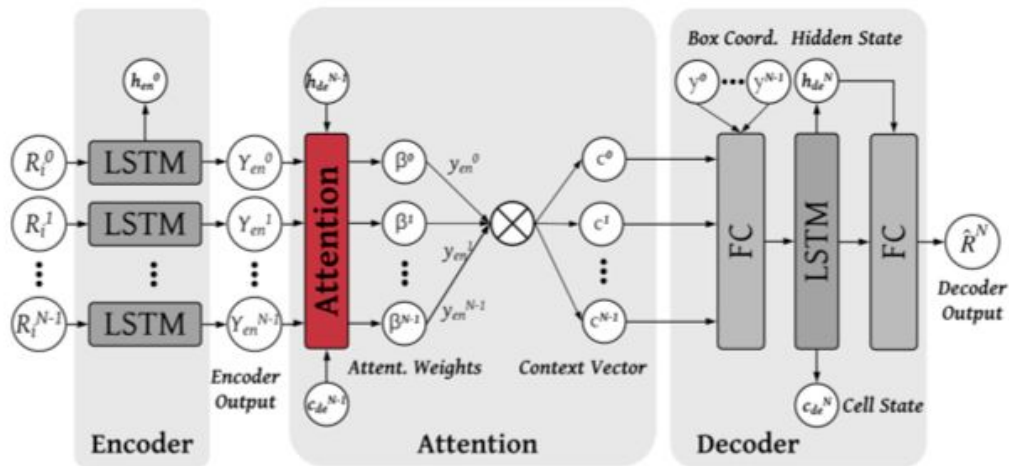 Box Coord. Hidden State
h_en^0
h_de^{N-1}
y^0 ••• y^{N-1}
h_de^N
R_i^0 LSTM Y_en^0 β^0 y_en^0 c^0
R_i^1 LSTM Y_en^1 Attention β^1 y_en^1 c^1 FC LSTM FC R̂^N
R_i^{N-1} LSTM Y_en^{N-1} β^{N-1} y_en^{N-1} c^{N-1}
Decoder
Output
Encoder
Output
Attent. Weights
Context Vector
c_de^{N-1}
c_de^N Cell State
Encoder Attention Decoder